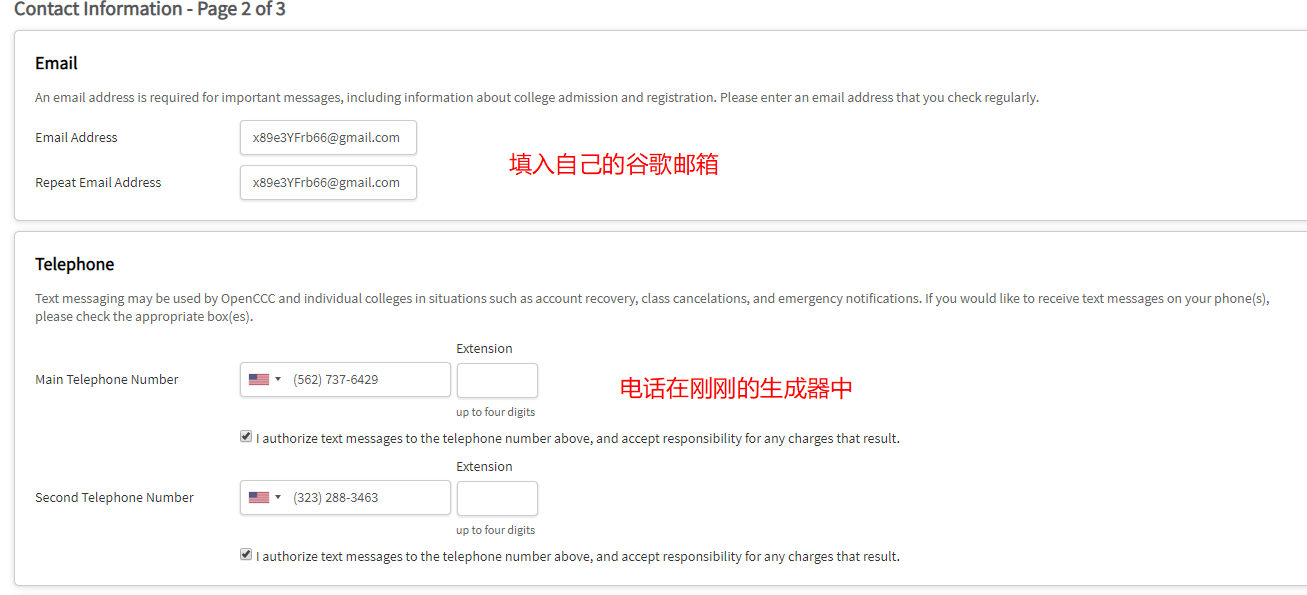 Contact Information - Page 2 of 3
Email
An email address is required for important messages, including information about college admission and registration. Please enter an email address that you check regularly.
Email Address
x89e3YFrb66@gmail.com
填入自己的谷歌邮箱
Repeat Email Address
x89e3YFrb66@gmail.com
Telephone
Text messaging may be used by OpenCCC and individual colleges in situations such as account recovery, class cancelations, and emergency notifications. If you would like to receive text messages on your phone(s),
please check the appropriate box(es).
Extension
Main Telephone Number
(562) 737-6429
电话在刚刚的生成器中
up to four digits
I authorize text messages to the telephone number above, and accept responsibility for any charges that result.
Extension
Second Telephone Number
(323) 288-3463
up to four digits
I authorize text messages to the telephone number above, and accept responsibility for any charges that result.